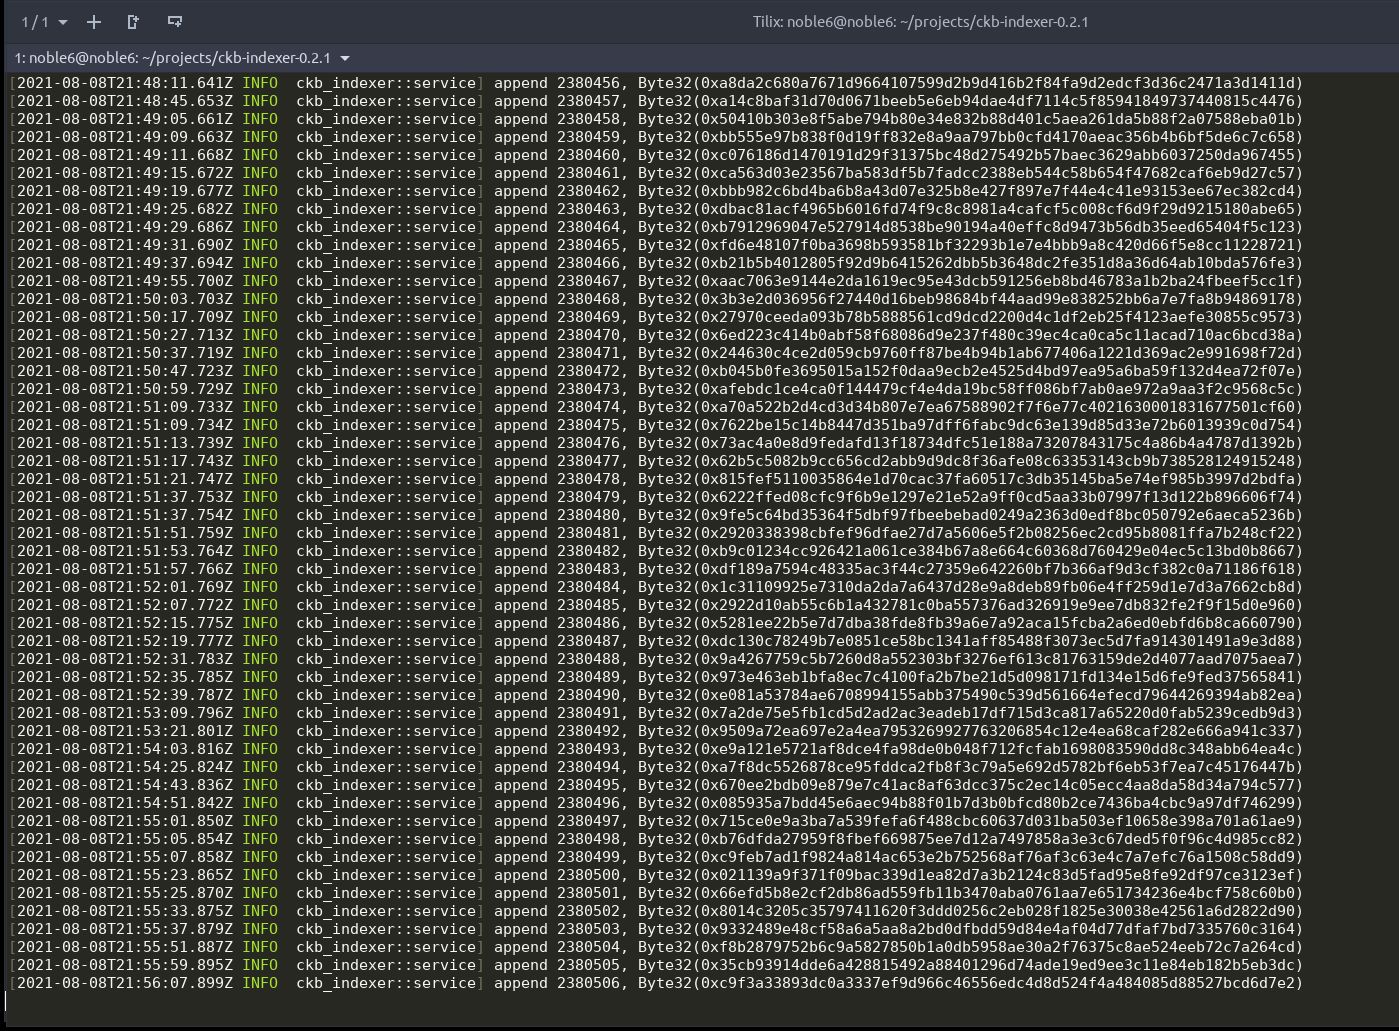 1 / 1
Tilix: noble6@noble6: ~/projects/ckb-indexer-0.2.1
1: noble6@noble6: ~/projects/ckb-indexer-0.2.1
[2021-08-08T21:48:11.641Z INFO  ckb_indexer::service] append 2380456, Byte32(0xa8da2c680a7671d9664107599d2b9d416b2f84fa9d2edcf3d36c2471a3d1411d)
[2021-08-08T21:48:45.653Z INFO  ckb_indexer::service] append 2380457, Byte32(0xa14c8baf31d70d0671beeb5e6eb94dae4df7114c5f85941849737440815c4476)
[2021-08-08T21:49:05.661Z INFO  ckb_indexer::service] append 2380458, Byte32(0x50410b303e8f5abe794b80e34e832b88d401c5aea261da5b88f2a07588eba01b)
[2021-08-08T21:49:09.663Z INFO  ckb_indexer::service] append 2380459, Byte32(0xbb555e97b838f0d19ff832e8a9aa797bb0cfd4170aeac356b4b6bf5de6c7c658)
[2021-08-08T21:49:11.668Z INFO  ckb_indexer::service] append 2380460, Byte32(0xc076186d1470191d29f31375bc48d275492b57baec3629abb6037250da967455)
[2021-08-08T21:49:15.672Z INFO  ckb_indexer::service] append 2380461, Byte32(0xca563d03e23567ba583df5b7fadcc2388eb544c58b654f47682caf6eb9d27c57)
[2021-08-08T21:49:19.677Z INFO  ckb_indexer::service] append 2380462, Byte32(0xbbb982c6bd4ba6b8a43d07e325b8e427f897e7f44e4c41e93153ee67ec382cd4)
[2021-08-08T21:49:25.682Z INFO  ckb_indexer::service] append 2380463, Byte32(0xdbac81acf4965b6016fd74f9c8c8981a4cafcf5c008cf6d9f29d9215180abe65)
[2021-08-08T21:49:29.686Z INFO  ckb_indexer::service] append 2380464, Byte32(0xb7912969047e527914d8538be90194a40effc8d9473b56db35eed65404f5c123)
[2021-08-08T21:49:31.690Z INFO  ckb_indexer::service] append 2380465, Byte32(0xfd6e48107f0ba3698b593581bf32293b1e7e4bbb9a8c420d66f5e8cc11228721)
[2021-08-08T21:49:37.694Z INFO  ckb_indexer::service] append 2380466, Byte32(0xb21b5b4012805f92d9b6415262dbb5b3648dc2fe351d8a36d64ab10bda576fe3)
[2021-08-08T21:49:55.700Z INFO  ckb_indexer::service] append 2380467, Byte32(0xaac7063e9144e2da1619ec95e43dcb591256eb8bd46783a1b2ba24fbeef5cc1f)
[2021-08-08T21:50:03.703Z INFO  ckb_indexer::service] append 2380468, Byte32(0x3b3e2d036956f27440d16beb98684bf44aad99e838252bb6a7e7fa8b94869178)
[2021-08-08T21:50:17.709Z INFO  ckb_indexer::service] append 2380469, Byte32(0x27970ceeda093b78b5888561cd9dcd2200d4c1df2eb25f4123aefe30855c9573)
[2021-08-08T21:50:27.713Z INFO  ckb_indexer::service] append 2380470, Byte32(0x6ed223c414b0abf58f68086d9e237f480c39ec4ca0ca5c11acad710ac6bcd38a)
[2021-08-08T21:50:37.719Z INFO  ckb_indexer::service] append 2380471, Byte32(0x244630c4ce2d059cb9760ff87be4b94b1ab677406a1221d369ac2e991698f72d)
[2021-08-08T21:50:47.723Z INFO  ckb_indexer::service] append 2380472, Byte32(0xb045b0fe3695015a152f0daa9ecb2e4525d4bd97ea95a6ba59f132d4ea72f07e)
[2021-08-08T21:50:59.729Z INFO  ckb_indexer::service] append 2380473, Byte32(0xafebdc1ce4ca0f144479cf4e4da19bc58ff086bf7ab0ae972a9aa3f2c9568c5c)
[2021-08-08T21:51:09.733Z INFO  ckb_indexer::service] append 2380474, Byte32(0xa70a522b2d4cd3d34b807e7ea67588902f7f6e77c4021630001831677501cf60)
[2021-08-08T21:51:09.734Z INFO  ckb_indexer::service] append 2380475, Byte32(0x7622be15c14b8447d351ba97dff6fabc9dc63e139d85d33e72b6013939c0d754)
[2021-08-08T21:51:13.739Z INFO  ckb_indexer::service] append 2380476, Byte32(0x73ac4a0e8d9fedafd13f18734dfc51e188a73207843175c4a86b4a4787d1392b)
[2021-08-08T21:51:17.743Z INFO  ckb_indexer::service] append 2380477, Byte32(0x62b5c5082b9cc656cd2abb9d9dc8f36afe08c63353143cb9b738528124915248)
[2021-08-08T21:51:21.747Z INFO  ckb_indexer::service] append 2380478, Byte32(0x815fef5110035864e1d70cac37fa60517c3db35145ba5e74ef985b3997d2bdfa)
[2021-08-08T21:51:37.753Z INFO  ckb_indexer::service] append 2380479, Byte32(0x6222ffed08cfc9f6b9e1297e21e52a9ff0cd5aa33b07997f13d122b896606f74)
[2021-08-08T21:51:37.754Z INFO  ckb_indexer::service] append 2380480, Byte32(0x9fe5c64bd35364f5dbf97fbeebebad0249a2363d0edf8bc050792e6aeca5236b)
[2021-08-08T21:51:51.759Z INFO  ckb_indexer::service] append 2380481, Byte32(0x2920338398cbfef96dfae27d7a5606e5f2b08256ec2cd95b8081ffa7b248cf22)
[2021-08-08T21:51:53.764Z INFO  ckb_indexer::service] append 2380482, Byte32(0xb9c01234cc926421a061ce384b67a8e664c60368d760429e04ec5c13bd0b8667)
[2021-08-08T21:51:57.766Z INFO  ckb_indexer::service] append 2380483, Byte32(0xdf189a7594c48335ac3f44c27359e642260bf7b366af9d3cf382c0a71186f618)
[2021-08-08T21:52:01.769Z INFO  ckb_indexer::service] append 2380484, Byte32(0x1c31109925e7310da2da7a6437d28e9a8deb89fb06e4ff259d1e7d3a7662cb8d)
[2021-08-08T21:52:07.772Z INFO  ckb_indexer::service] append 2380485, Byte32(0x2922d10ab55c6b1a432781c0ba557376ad326919e9ee7db832fe2f9f15d0e960)
[2021-08-08T21:52:15.775Z INFO  ckb_indexer::service] append 2380486, Byte32(0x5281ee22b5e7d7dba38fde8fb39a6e7a92aca15fcba2a6ed0ebfd6b8ca660790)
[2021-08-08T21:52:19.777Z INFO  ckb_indexer::service] append 2380487, Byte32(0xdc130c78249b7e0851ce58bc1341aff85488f3073ec5d7fa914301491a9e3d88)
[2021-08-08T21:52:31.783Z INFO  ckb_indexer::service] append 2380488, Byte32(0x9a4267759c5b7260d8a552303bf3276ef613c81763159de2d4077aad7075aea7)
[2021-08-08T21:52:35.785Z INFO  ckb_indexer::service] append 2380489, Byte32(0x973e463eb1bfa8ec7c4100fa2b7be21d5d098171fd134e15d6fe9fed37565841)
[2021-08-08T21:52:39.787Z INFO  ckb_indexer::service] append 2380490, Byte32(0xe081a53784ae6708994155abb375490c539d561664efecd79644269394ab82ea)
[2021-08-08T21:53:09.796Z INFO  ckb_indexer::service] append 2380491, Byte32(0x7a2de75e5fb1cd5d2ad2ac3eadeb17df715d3ca817a65220d0fab5239cedb9d3)
[2021-08-08T21:53:21.801Z INFO  ckb_indexer::service] append 2380492, Byte32(0x9509a72ea697e2a4ea7953269927763206854c12e4ea68caf282e666a941c337)
[2021-08-08T21:54:03.816Z INFO  ckb_indexer::service] append 2380493, Byte32(0xe9a121e5721af8dce4fa98de0b048f712fcfab1698083590dd8c348abb64ea4c)
[2021-08-08T21:54:25.824Z INFO  ckb_indexer::service] append 2380494, Byte32(0xa7f8dc5526878ce95fddca2fb8f3c79a5e692d5782bf6eb53f7ea7c45176447b)
[2021-08-08T21:54:43.836Z INFO  ckb_indexer::service] append 2380495, Byte32(0x670ee2bdb09e879e7c41ac8af63dcc375c2ec14c05ecc4aa8da58d34a794c577)
[2021-08-08T21:54:51.842Z INFO  ckb_indexer::service] append 2380496, Byte32(0x085935a7bdd45e6aec94b88f01b7d3b0bfcd80b2ce7436ba4cbc9a97df746299)
[2021-08-08T21:55:01.850Z INFO  ckb_indexer::service] append 2380497, Byte32(0x715ce0e9a3ba7a539fefa6f488cbc60637d031ba503ef10658e398a701a61ae9)
[2021-08-08T21:55:05.854Z INFO  ckb_indexer::service] append 2380498, Byte32(0xb76dfda27959f8fbef669875ee7d12a7497858a3e3c67ded5f0f96c4d985cc82)
[2021-08-08T21:55:07.858Z INFO  ckb_indexer::service] append 2380499, Byte32(0xc9feb7ad1f9824a814ac653e2b752568af76af3c63e4c7a7efc76a1508c58dd9)
[2021-08-08T21:55:23.865Z INFO  ckb_indexer::service] append 2380500, Byte32(0x021139a9f371f09bac339d1ea82d7a3b2124c83d5fad95e8fe92df97ce3123ef)
[2021-08-08T21:55:25.870Z INFO  ckb_indexer::service] append 2380501, Byte32(0x66efd5b8e2cf2db86ad559fb11b3470aba0761aa7e651734236e4bcf758c60b0)
[2021-08-08T21:55:33.875Z INFO  ckb_indexer::service] append 2380502, Byte32(0x8014c3205c35797411620f3ddd0256c2eb028f1825e30038e42561a6d2822d90)
[2021-08-08T21:55:37.879Z INFO  ckb_indexer::service] append 2380503, Byte32(0x9332489e48cf58a6a5aa8a2bd0dfbdd59d84e4af04d77dfaf7bd7335760c3164)
[2021-08-08T21:55:51.887Z INFO  ckb_indexer::service] append 2380504, Byte32(0xf8b2879752b6c9a5827850b1a0db5958ae30a2f76375c8ae524eeb72c7a264cd)
[2021-08-08T21:55:59.895Z INFO  ckb_indexer::service] append 2380505, Byte32(0x35cb93914dde6a428815492a88401296d74ade19ed9ee3c11e84eb182b5eb3dc)
[2021-08-08T21:56:07.899Z INFO  ckb_indexer::service] append 2380506, Byte32(0xc9f3a33893dc0a3337ef9d966c46556edc4d8d524f4a484085d88527bcd6d7e2)